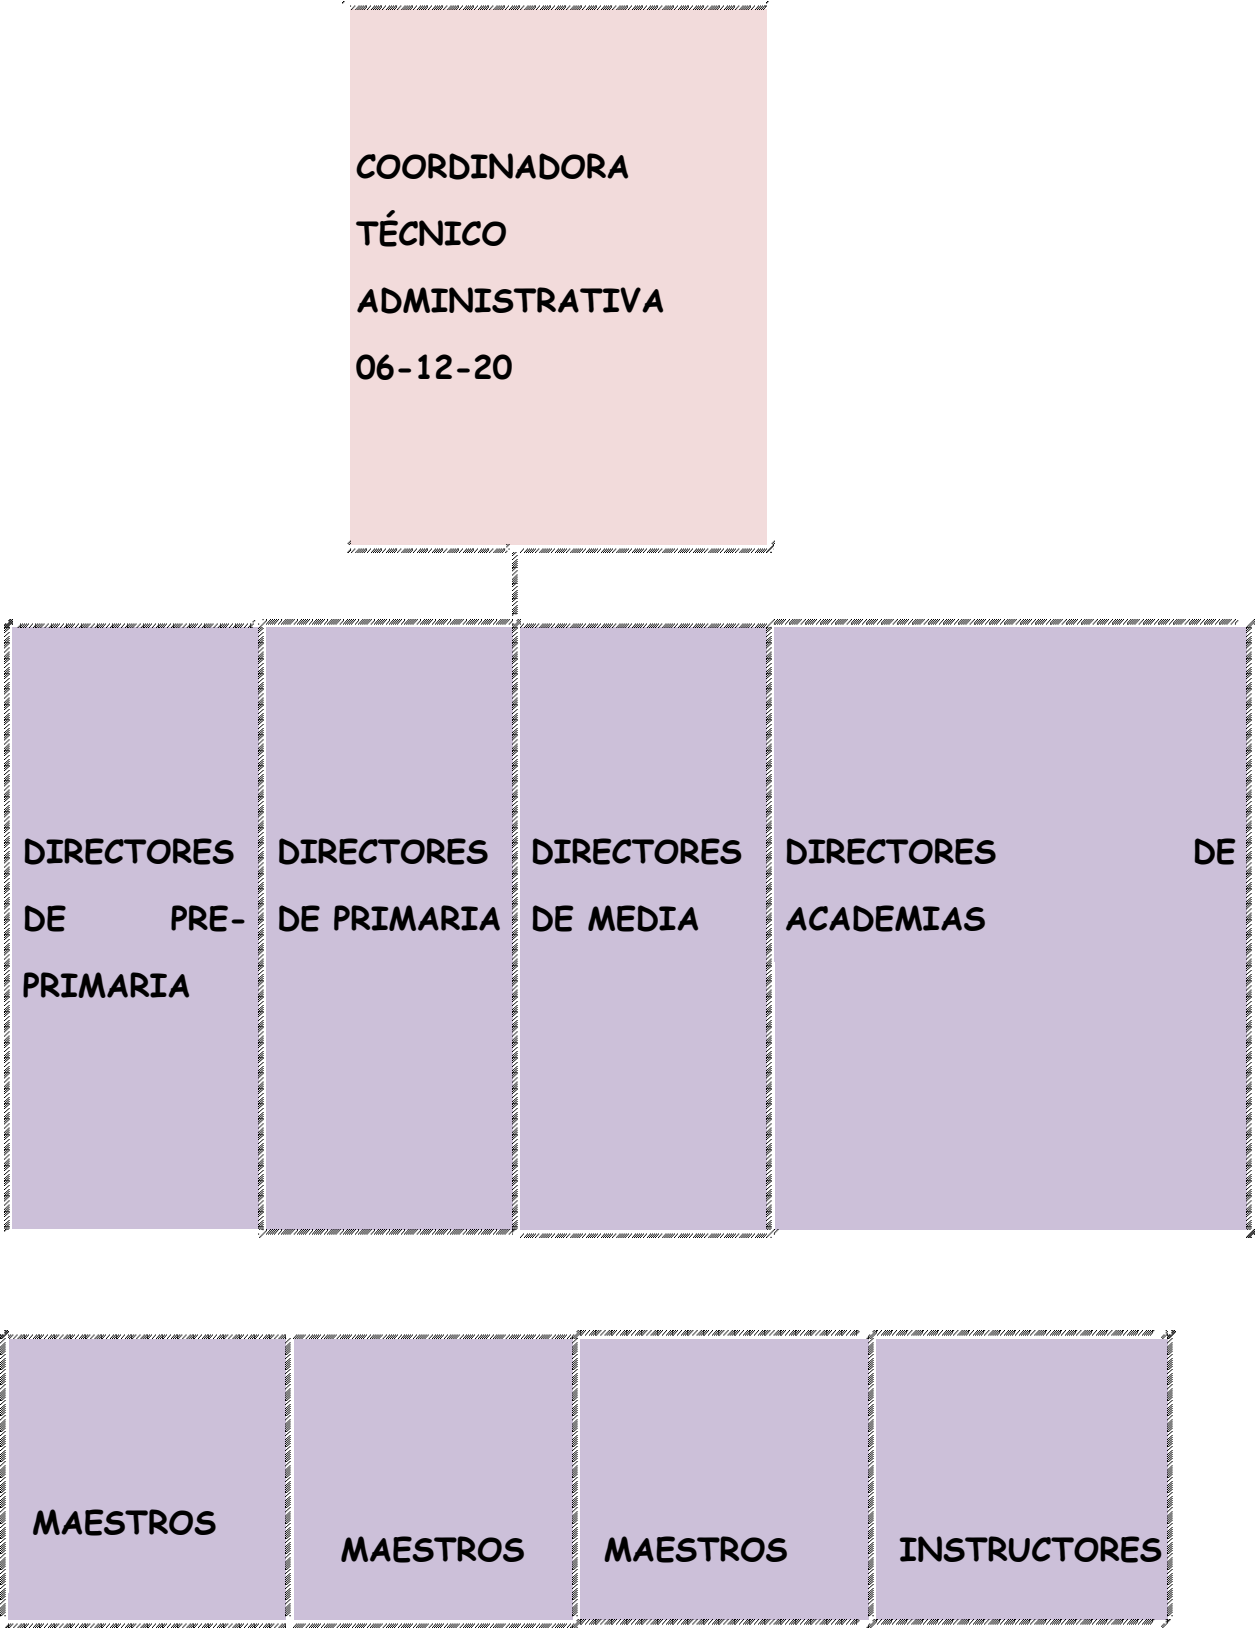 COORDINADORA
TÉCNICO
ADMINISTRATIVA
06-12-20
DIRECTORES
DE PRE-
PRIMARIA
DIRECTORES
DE PRIMARIA
DIRECTORES
DE MEDIA
DIRECTORES DE
ACADEMIAS
MAESTROS
MAESTROS
MAESTROS
INSTRUCTORES